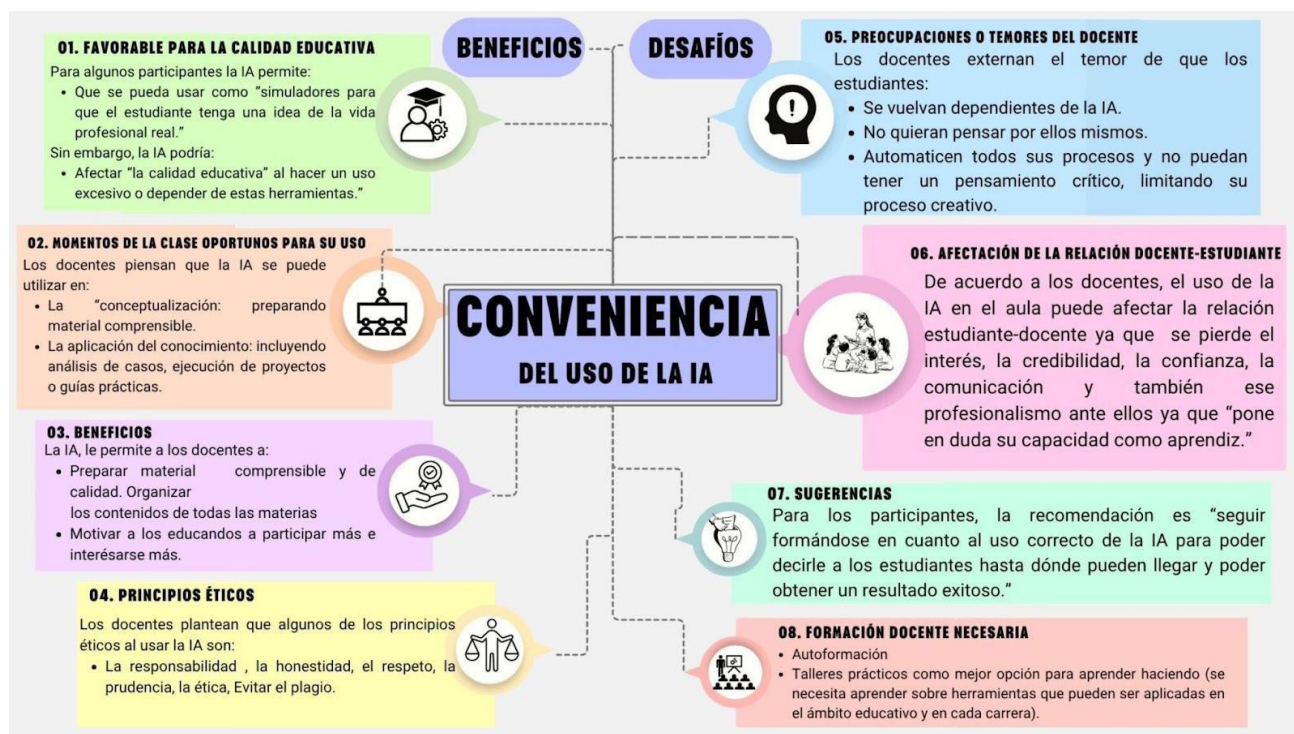 BENEFICIOS
DESAFÍOS
01. FAVORABLE PARA LA CALIDAD EDUCATIVA
Para algunos participantes la IA permite:
• Que se pueda usar como “simuladores para
que el estudiante tenga una idea de la vida
profesional real.”
Sin embargo, la IA podría:
• Afectar “la calidad educativa” al hacer un uso
excesivo o depender de estas herramientas.”
02. MOMENTOS DE LA CLASE OPORTUNOS PARA SU USO
Los docentes piensan que la IA se puede
utilizar en:
• La “conceptualización: preparando
material comprensible.
• La aplicación del conocimiento: incluyendo
análisis de casos, ejecución de proyectos
o guías prácticas.
03. BENEFICIOS
La IA, le permite a los docentes a:
• Preparar material comprensible y de
calidad. Organizar
los contenidos de todas las materias
• Motivar a los educandos a participar más e
interésarse más.
04. PRINCIPIOS ÉTICOS
Los docentes plantean que algunos de los principios
éticos al usar la IA son:
• La responsabilidad , la honestidad, el respeto, la
prudencia, la ética, Evitar el plagio.
CONVENIENCIA
DEL USO DE LA IA
05. PREOCUPACIONES O TEMORES DEL DOCENTE
Los docentes externan el temor de que los
estudiantes:
• Se vuelvan dependientes de la IA.
• No quieran pensar por ellos mismos.
• Automaticen todos sus procesos y no puedan
tener un pensamiento crítico, limitando su
proceso creativo.
06. AFECTACIÓN DE LA RELACIÓN DOCENTE-ESTUDIANTE
De acuerdo a los docentes, el uso de la
IA en el aula puede afectar la relación
estudiante-docente ya que se pierde el
interés, la credibilidad, la confianza, la
comunicación y también ese
profesionalismo ante ellos ya que “pone
en duda su capacidad como aprendiz.”
07. SUGERENCIAS
Para los participantes, la recomendación es “seguir
formándose en cuanto al uso correcto de la IA para poder
decirle a los estudiantes hasta dónde pueden llegar y poder
obtener un resultado exitoso.”
08. FORMACIÓN DOCENTE NECESARIA
• Autoformación
• Talleres prácticos como mejor opción para aprender haciendo (se
necesita aprender sobre herramientas que pueden ser aplicadas en
el ámbito educativo y en cada carrera).